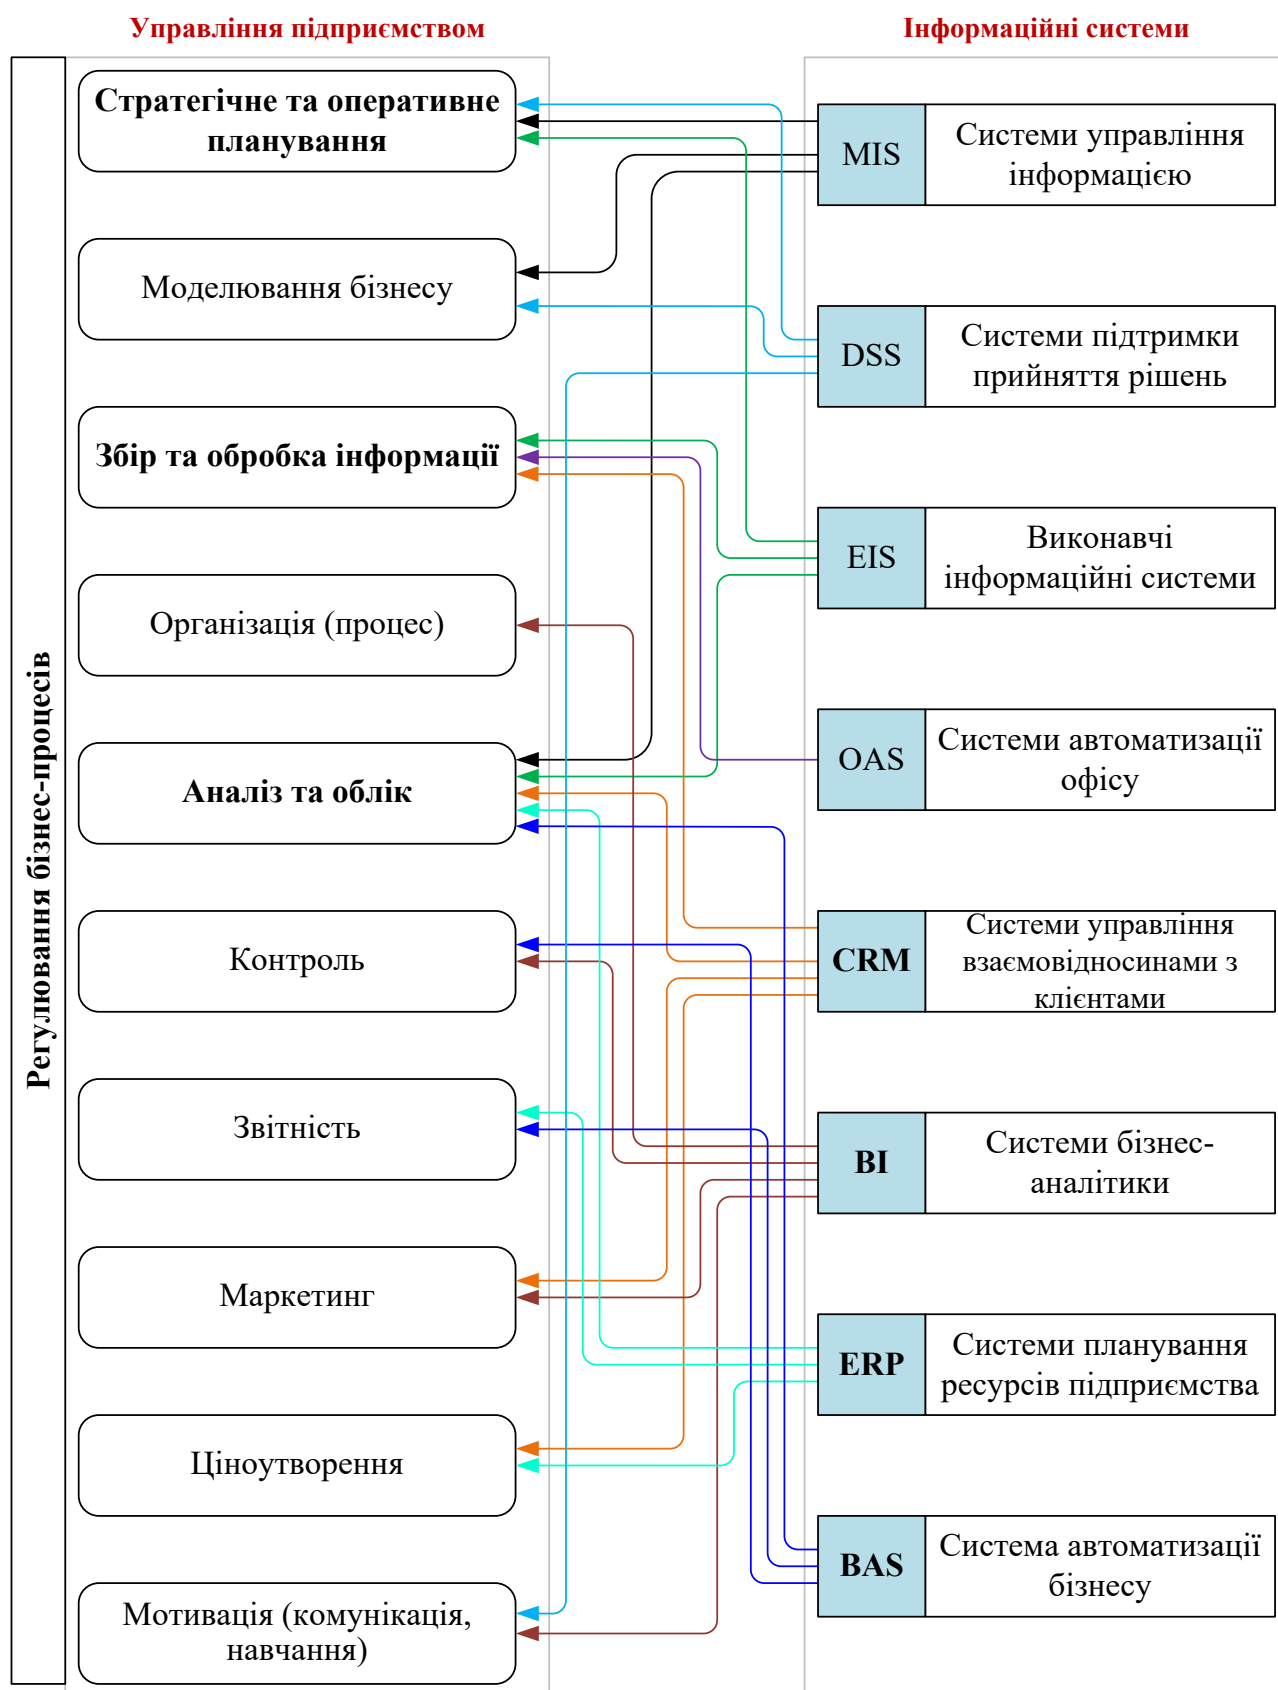 Управління підприємством
Інформаційні системи
Регулювання бізнес-процесів
Стратегічне та оперативне
планування
Моделювання бізнесу
Збір та обробка інформації
Організація (процес)
Аналіз та облік
Контроль
Звітність
Маркетинг
Ціноутворення
Мотивація (комунікація,
навчання)
MIS
Системи управління
інформацією
DSS
Системи підтримки
прийняття рішень
EIS
Виконавчі
інформаційні системи
OAS
Системи автоматизації
офісу
CRM
Системи управління
взаємовідносинами з
клієнтами
BI
Системи бізнес-
аналітики
ERP
Системи планування
ресурсів підприємства
BAS
Система автоматизації
бізнесу